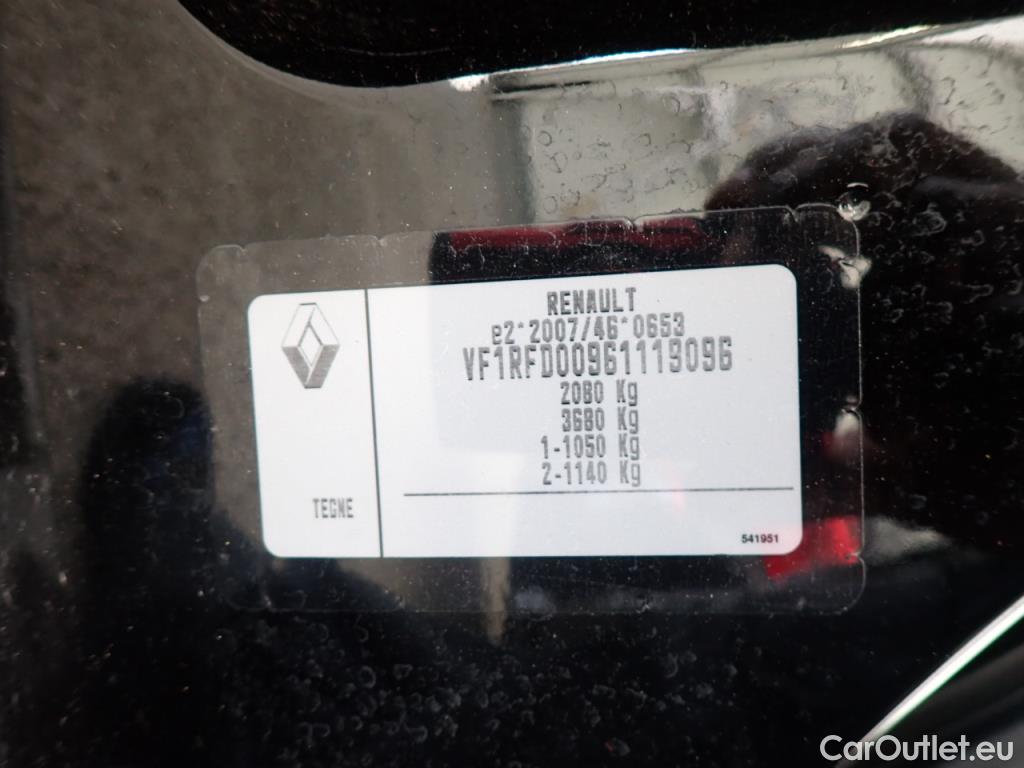 RENAULT
e2*2007/46*0653
VF1RFD00961119096
2080 Kg
3680 Kg
1-1050 Kg
2-1140 Kg
TEGNE
541951
CarOutlet.eu